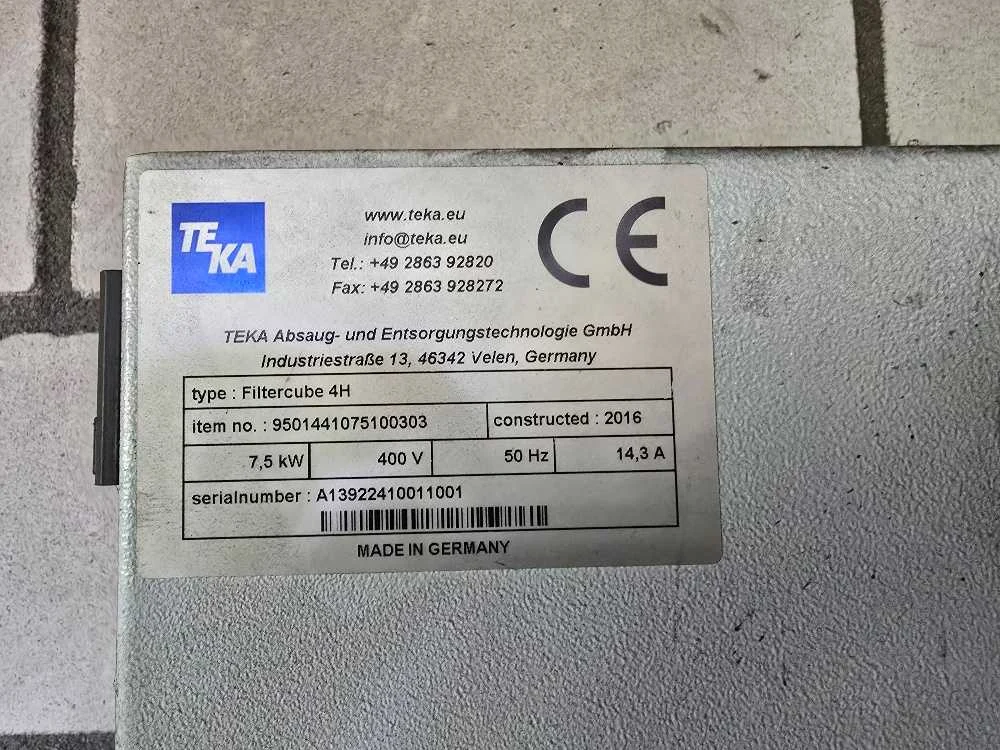 TEKA
www.teka.eu
info@teka.eu
Tel.: +49 2863 92820
Fax: +49 2863 928272
CE
TEKA Absaug- und Entsorgungstechnologie GmbH
Industriestraße 13, 46342 Velen, Germany
type : Filtercube 4H
item no. : 9501441075100303 constructed : 2016
7,5 kW 400 V 50 Hz 14,3 A
serialnumber : A13922410011001
MADE IN GERMANY